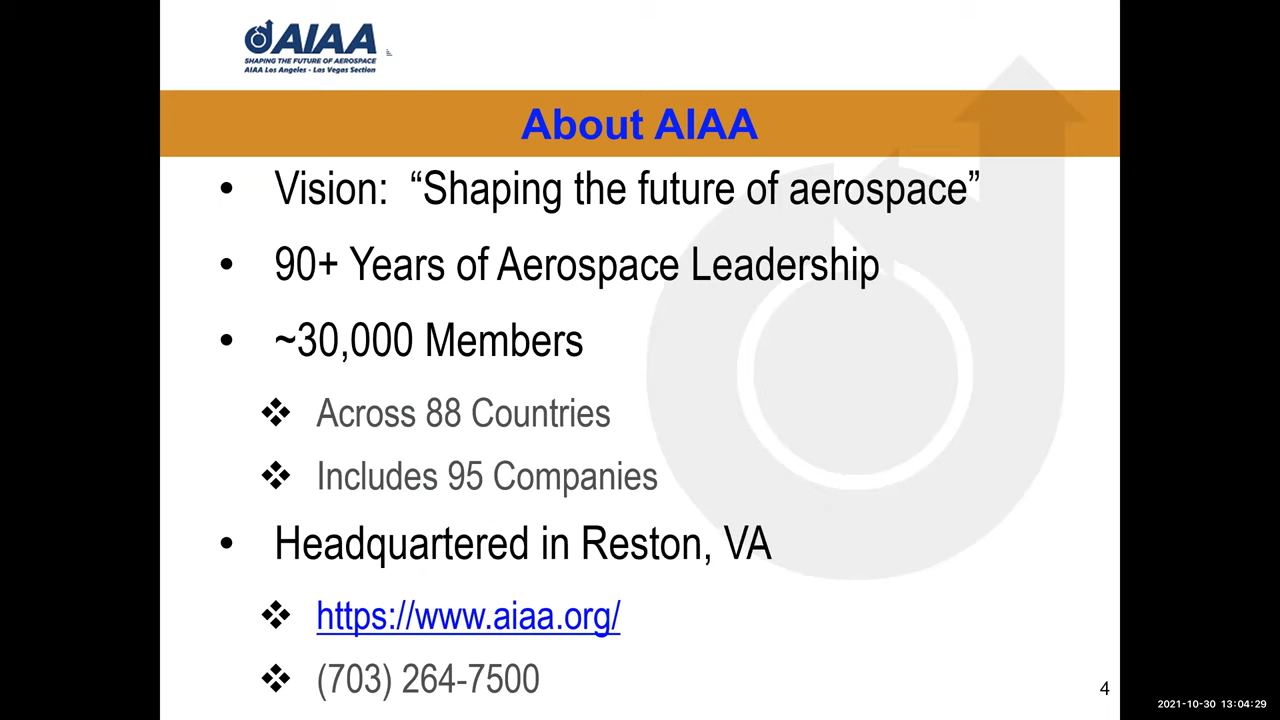 AIAA
SHAPING THE FUTURE OF AEROSPACE
AIAA Los Angeles - Las Vegas Section
About AIAA
• Vision: “Shaping the future of aerospace”
• 90+ Years of Aerospace Leadership
• ~30,000 Members
❖ Across 88 Countries
❖ Includes 95 Companies
• Headquartered in Reston, VA
❖ https://www.aiaa.org/
❖ (703) 264-7500
4
2021-10-30 13:04:29